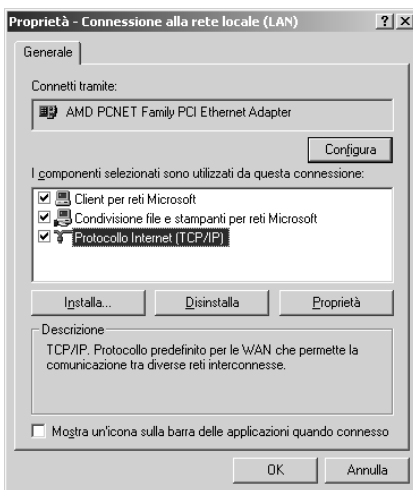 Proprietà - Connessione alla rete locale (LAN)
Generale
Connetti tramite:
AMD PCNET Family PCI Ethernet Adapter
Configura
I componenti selezionati sono utilizzati da questa connessione:
Client per reti Microsoft
Condivisione file e stampanti per reti Microsoft
Protocollo Internet (TCP/IP)
Installa...
Disinstalla
Proprietà
Descrizione
TCP/IP. Protocollo predefinito per le WAN che permette la
comunicazione tra diverse reti interconnesse.
Mostra un'icona sulla barra delle applicazioni quando connesso
OK
Annulla